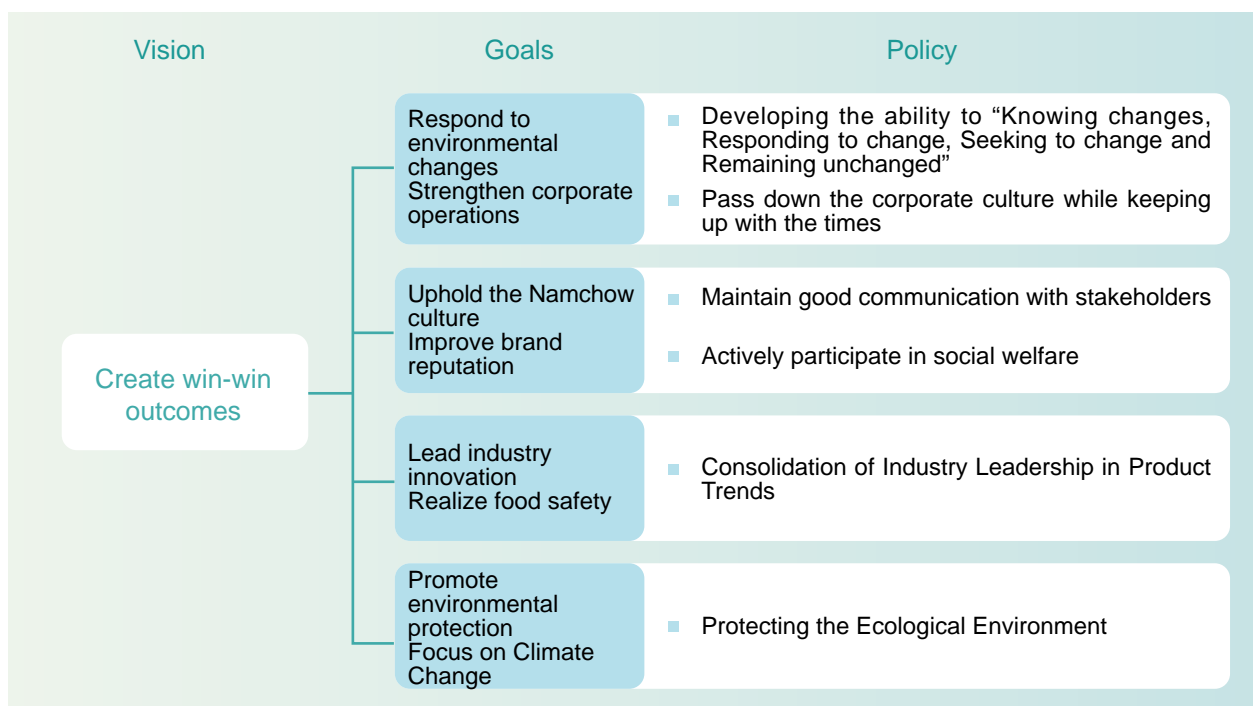 Vision
Goals
Policy
Create win-win
outcomes
Respond to
environmental
changes
Strengthen corporate
operations
Developing the ability to “Knowing changes,
Responding to change, Seeking to change and
Remaining unchanged”
Pass down the corporate culture while keeping
up with the times
Uphold the Namchow
culture
Improve brand
reputation
Maintain good communication with stakeholders
Actively participate in social welfare
Lead industry
innovation
Realize food safety
Consolidation of Industry Leadership in Product
Trends
Promote
environmental
protection
Focus on Climate
Change
Protecting the Ecological Environment